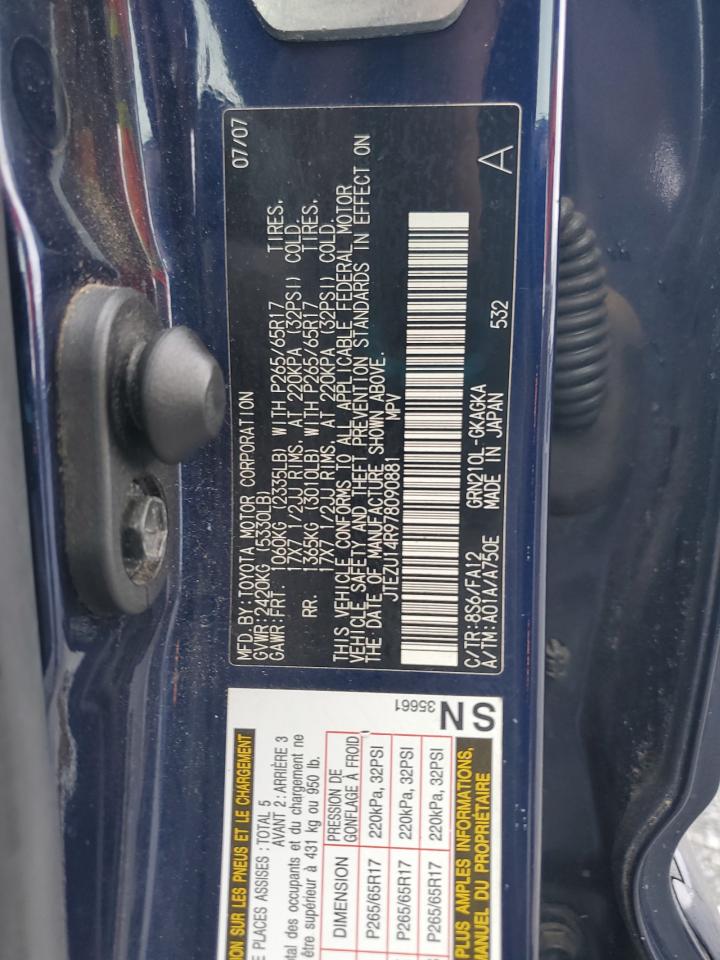 MFD.BY:TOYOTA MOTOR CORPORATION 07/07
GVWR:2420KG (5330LB)
GAWR:FRT. 1060KG (2335LB) WITH P265/65R17 TIRES.
17X7 1/2JJ RIMS, AT 220KPA (32PSI) COLD
RR. 1365KG (3010LB) WITH P265/65R17 TIRES.
17X7 1/2JJ RIMS, AT 220KPA (32PSI) COLD
THIS VEHICLE CONFORMS TO ALL APPLICABLE FEDERAL MOTOR
VEHICLE SAFETY AND THEFT PREVENTION STANDARDS IN EFFECT ON
THE DATE OF MANUFACTURE SHOWN ABOVE.
JTEZU14R978090881 MPV
C/TR:8S6/FA12 GRN210L-GKAGKA
A/TM:A01A/A750E MADE IN JAPAN 532 A
SUR LES PNEUS ET LE CHARGEMENT
PLACES ASSISES : TOTAL 5
AVANT 2 : ARRIÈRE 3
des occupants et du chargement ne
être supérieur à 431 kg ou 950 lb.
DIMENSION PRESSION DE GONFLAGE À FROID
P265/65R17 220kPa, 32PSI
P265/65R17 220kPa, 32PSI
P265/65R17 220kPa, 32PSI
PLUS AMPLES INFORMATIONS,
MANUEL DU PROPRIÉTAIRE
35661
SN